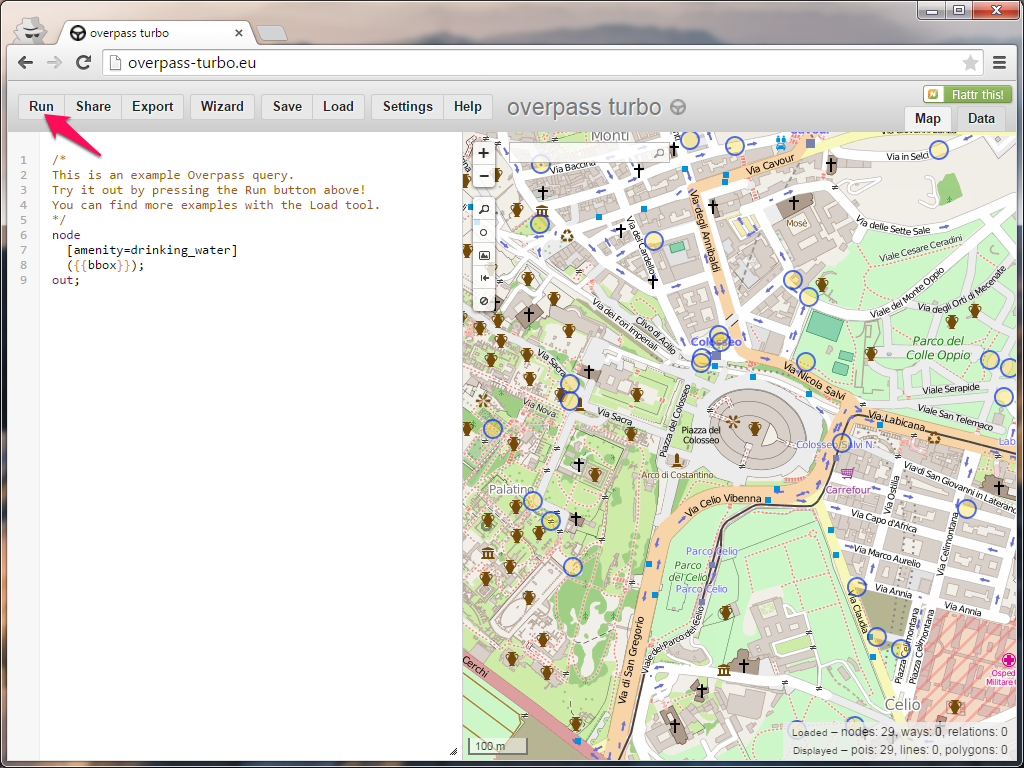 overpass turbo
overpass-turbo.eu
Run Share Export Wizard Save Load Settings Help overpass turbo
Flattr this!
Map Data
1 /*
2 This is an example Overpass query.
3 Try it out by pressing the Run button above!
4 You can find more examples with the Load tool.
5 */
6 node
7 [amenity=drinking_water]
8 ({{bbox}});
9 out;
Monti
Cavour
Via Baccina
Via Cavour
Via in Selci
Via degli Annibaldi
Mosè
Via delle Sette Sale
Via del Cardello
Viale Cesare Ceradini
Viale del Monte Oppio
Via degli Orti di Mecenate
Via dei Fori Imperiali
Clivo di Acilio
Colosseo
Parco del
Colle Oppio
Via Sacra
Via Nicola Salvi
Viale Serapide
Via Nova
Via Sacra
Piazza del Colosseo
Viale San Telemaco
Via Labicana
Piazza del
Colosseo
Colosseo/Salvi N.
Arco di Costantino
Carrefour
Via di San Giovanni in Laterano
Via Ostilia
Palatino
Via Celio Vibenna
Via Capo d'Africa
Via Celimontana
Parco Celio
Via Marco Aurelio
Parco
del Celio
Parco Celio
Via Annia
Via Annia
Via Claudia
Viale del Parco del Celio
Via di San Gregorio
Piazza Celimontana
Piazza Celimontana
Cerchi
Osped
Militare C
Celio
100 m
Loaded – nodes: 29, ways: 0, relations: 0
Displayed – pois: 29, lines: 0, polygons: 0